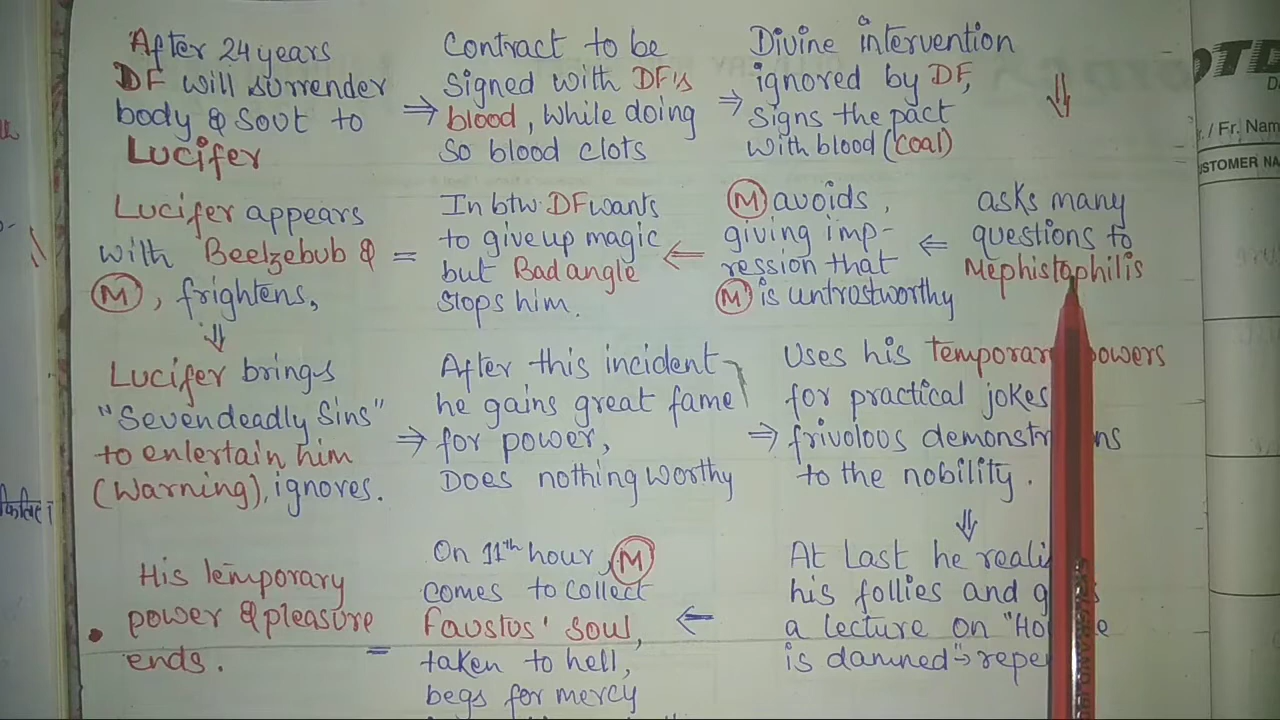 After 24 years
DF will surrender
body & Soul to
Lucifer
⇒
Contract to be
signed with DF's
blood, while doing
so blood clots
⇒
Divine intervention
ignored by DF,
signs the pact
with blood (coal)
⇓
asks many
questions to
Mephistophilis
⇐
(M) avoids,
giving imp-
ression that
(M) is untrustworthy
⇐
In btw DF wants
to give up magic
but Bad angle
stops him.
=
Lucifer appears
with Beelzebub &
(M), frightens,
⇓
Lucifer brings
"Seven deadly Sins"
to entertain him
(Warning), ignores.
⇒
After this incident
he gains great fame
for power,
Does nothing worthy
⇒
Uses his temporary powers
for practical jokes
frivolous demonstrations
to the nobility.
⇓
At Last he
his follies and
a lecture on
is damned"
⇐
On 11th hour, (M)
comes to collect
Faustus' soul,
taken to hell,
begs for mercy
=
His temporary
power & pleasure
ends.
/ Fr. Nam
STOMER NA